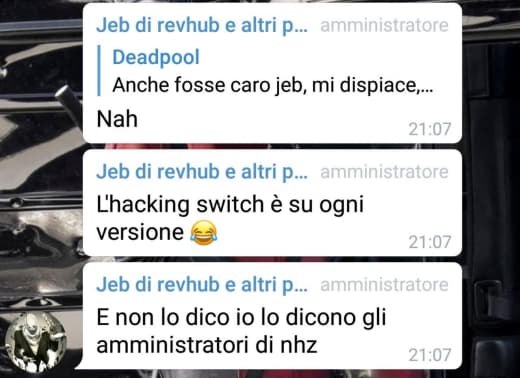 Jeb di revhub e altri p... amministratore
Deadpool
Anche fosse caro jeb, mi dispiace,...
Nah
21:07
Jeb di revhub e altri p... amministratore
L'hacking switch è su ogni
versione 😂
21:07
Jeb di revhub e altri p... amministratore
E non lo dico io lo dicono gli
amministratori di nhz
21:07